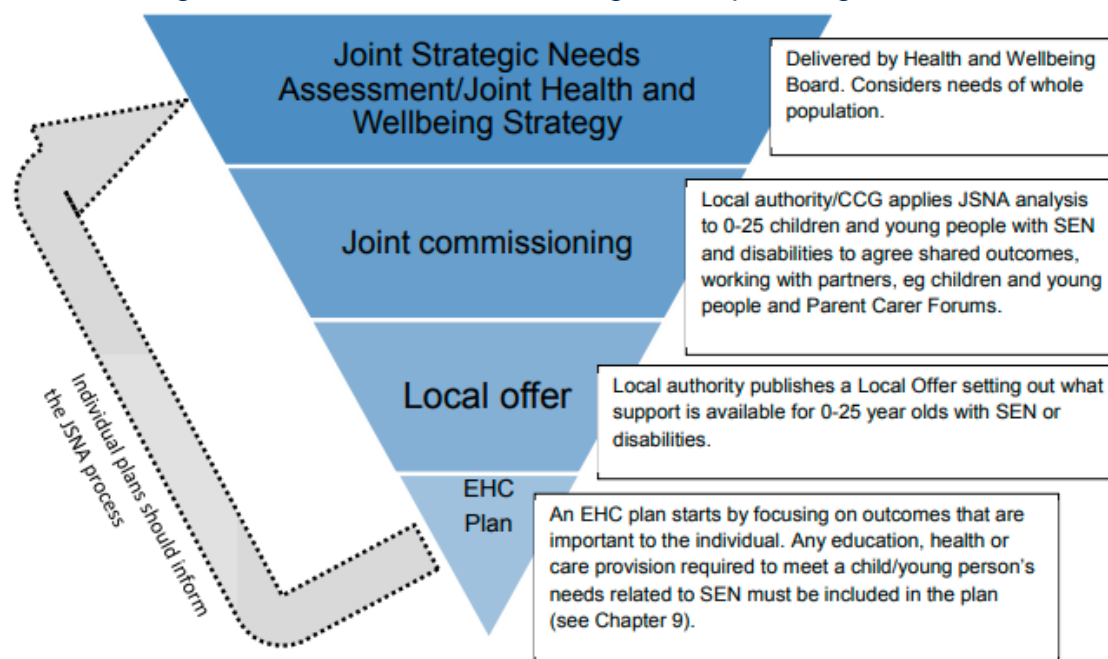 Joint Strategic Needs
Assessment/Joint Health and
Wellbeing Strategy
Delivered by Health and Wellbeing
Board. Considers needs of whole
population.
Joint commissioning
Local authority/CCG applies JSNA analysis
to 0-25 children and young people with SEN
and disabilities to agree shared outcomes,
working with partners, eg children and young
people and Parent Carer Forums.
Local offer
Local authority publishes a Local Offer setting out what
support is available for 0-25 year olds with SEN or
disabilities.
EHC
Plan
An EHC plan starts by focusing on outcomes that are
important to the individual. Any education, health or
care provision required to meet a child/young person's
needs related to SEN must be included in the plan
(see Chapter 9).
Individual plans should inform
the JSNA process